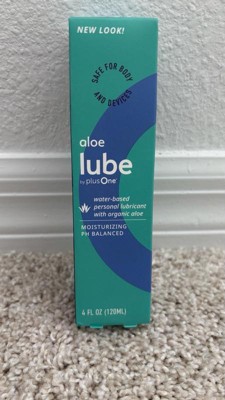 NEW LOOK!
SAFE FOR BODY
AND DEVICES
aloe
lube
by plusOne®
water-based
personal lubricant
with organic aloe
MOISTURIZING
PH BALANCED
4 FL OZ (120ML)